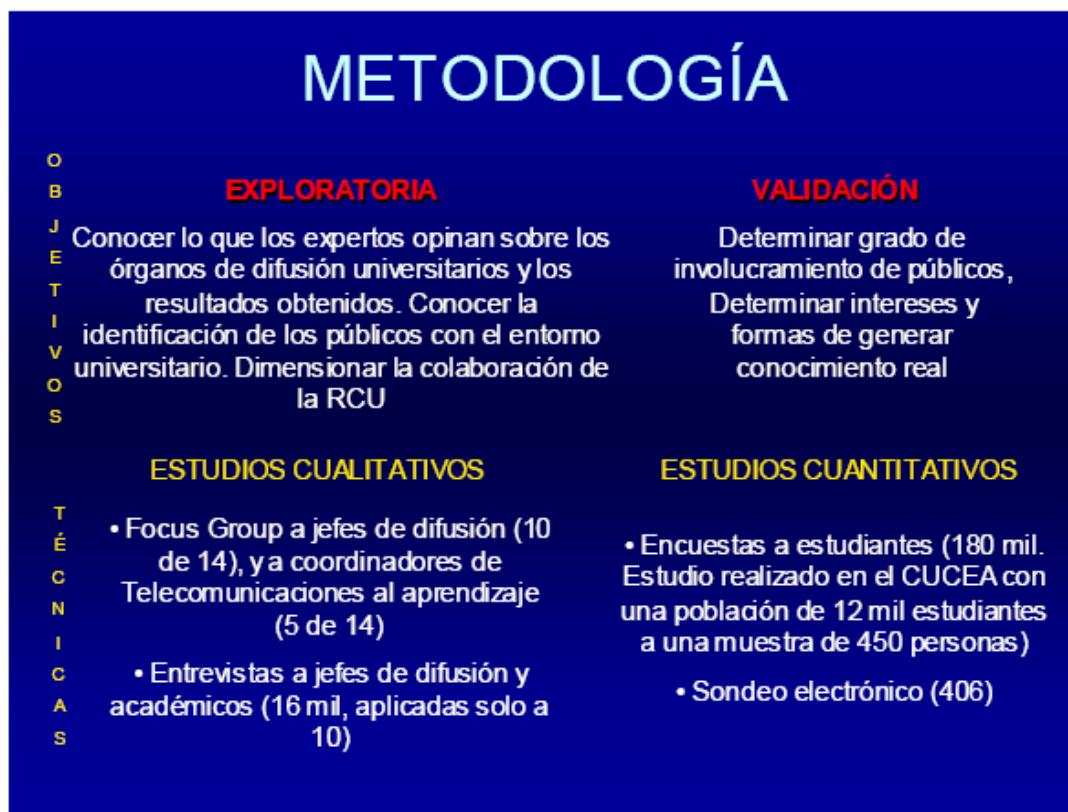 METODOLOGÍA
OBJETIVOS
EXPLORATORIA
Conocer lo que los expertos opinan sobre los
órganos de difusión universitarios y los
resultados obtenidos. Conocer la
identificación de los públicos con el entorno
universitario. Dimensionar la colaboración de
la RCU
VALIDACIÓN
Determinar grado de
involucramiento de públicos,
Determinar intereses y
formas de generar
conocimiento real
TÉCNICAS
ESTUDIOS CUALITATIVOS
• Focus Group a jefes de difusión (10
de 14), y a coordinadores de
Telecomunicaciones al aprendizaje
(5 de 14)
• Entrevistas a jefes de difusión y
académicos (16 mil, aplicadas solo a
10)
ESTUDIOS CUANTITATIVOS
• Encuestas a estudiantes (180 mil.
Estudio realizado en el CUCEA con
una población de 12 mil estudiantes
a una muestra de 450 personas)
• Sondeo electrónico (406)